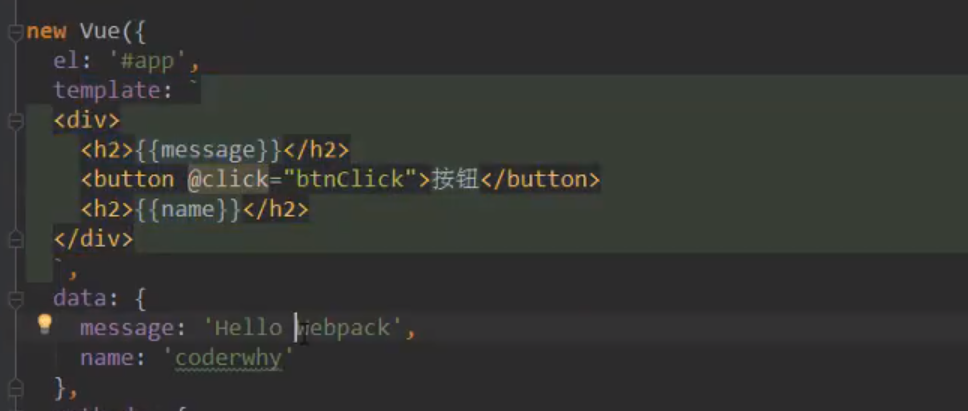 new Vue({
el: '#app',
template: `
<div>
<h2>{{message}}</h2>
<button @click="btnClick">按钮</button>
<h2>{{name}}</h2>
</div>
`,
data: {
message: 'Hello webpack',
name: 'coderwhy'
},